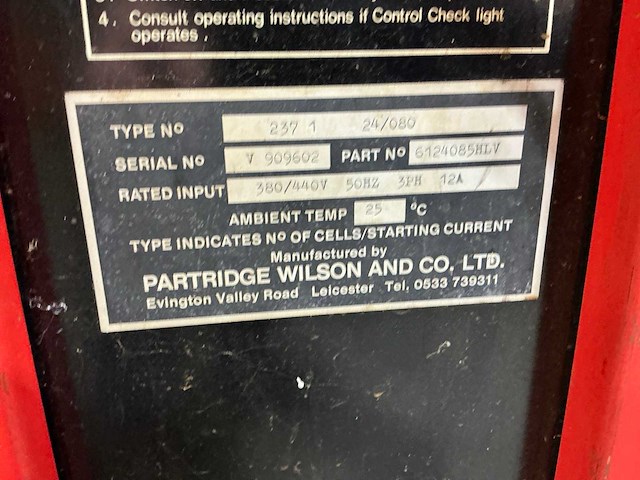 4. Consult operating instructions if Control Check light
operates.
TYPE Nº 237 1 24/080
SERIAL Nº V 909602 PART Nº 6124085HLV
RATED INPUT 380/440V 50HZ 3PH 12A
AMBIENT TEMP 25 ºC
TYPE INDICATES Nº OF CELLS/STARTING CURRENT
Manufactured by
PARTRIDGE WILSON AND CO. LTD.
Evington Valley Road Leicester Tel. 0533 739311